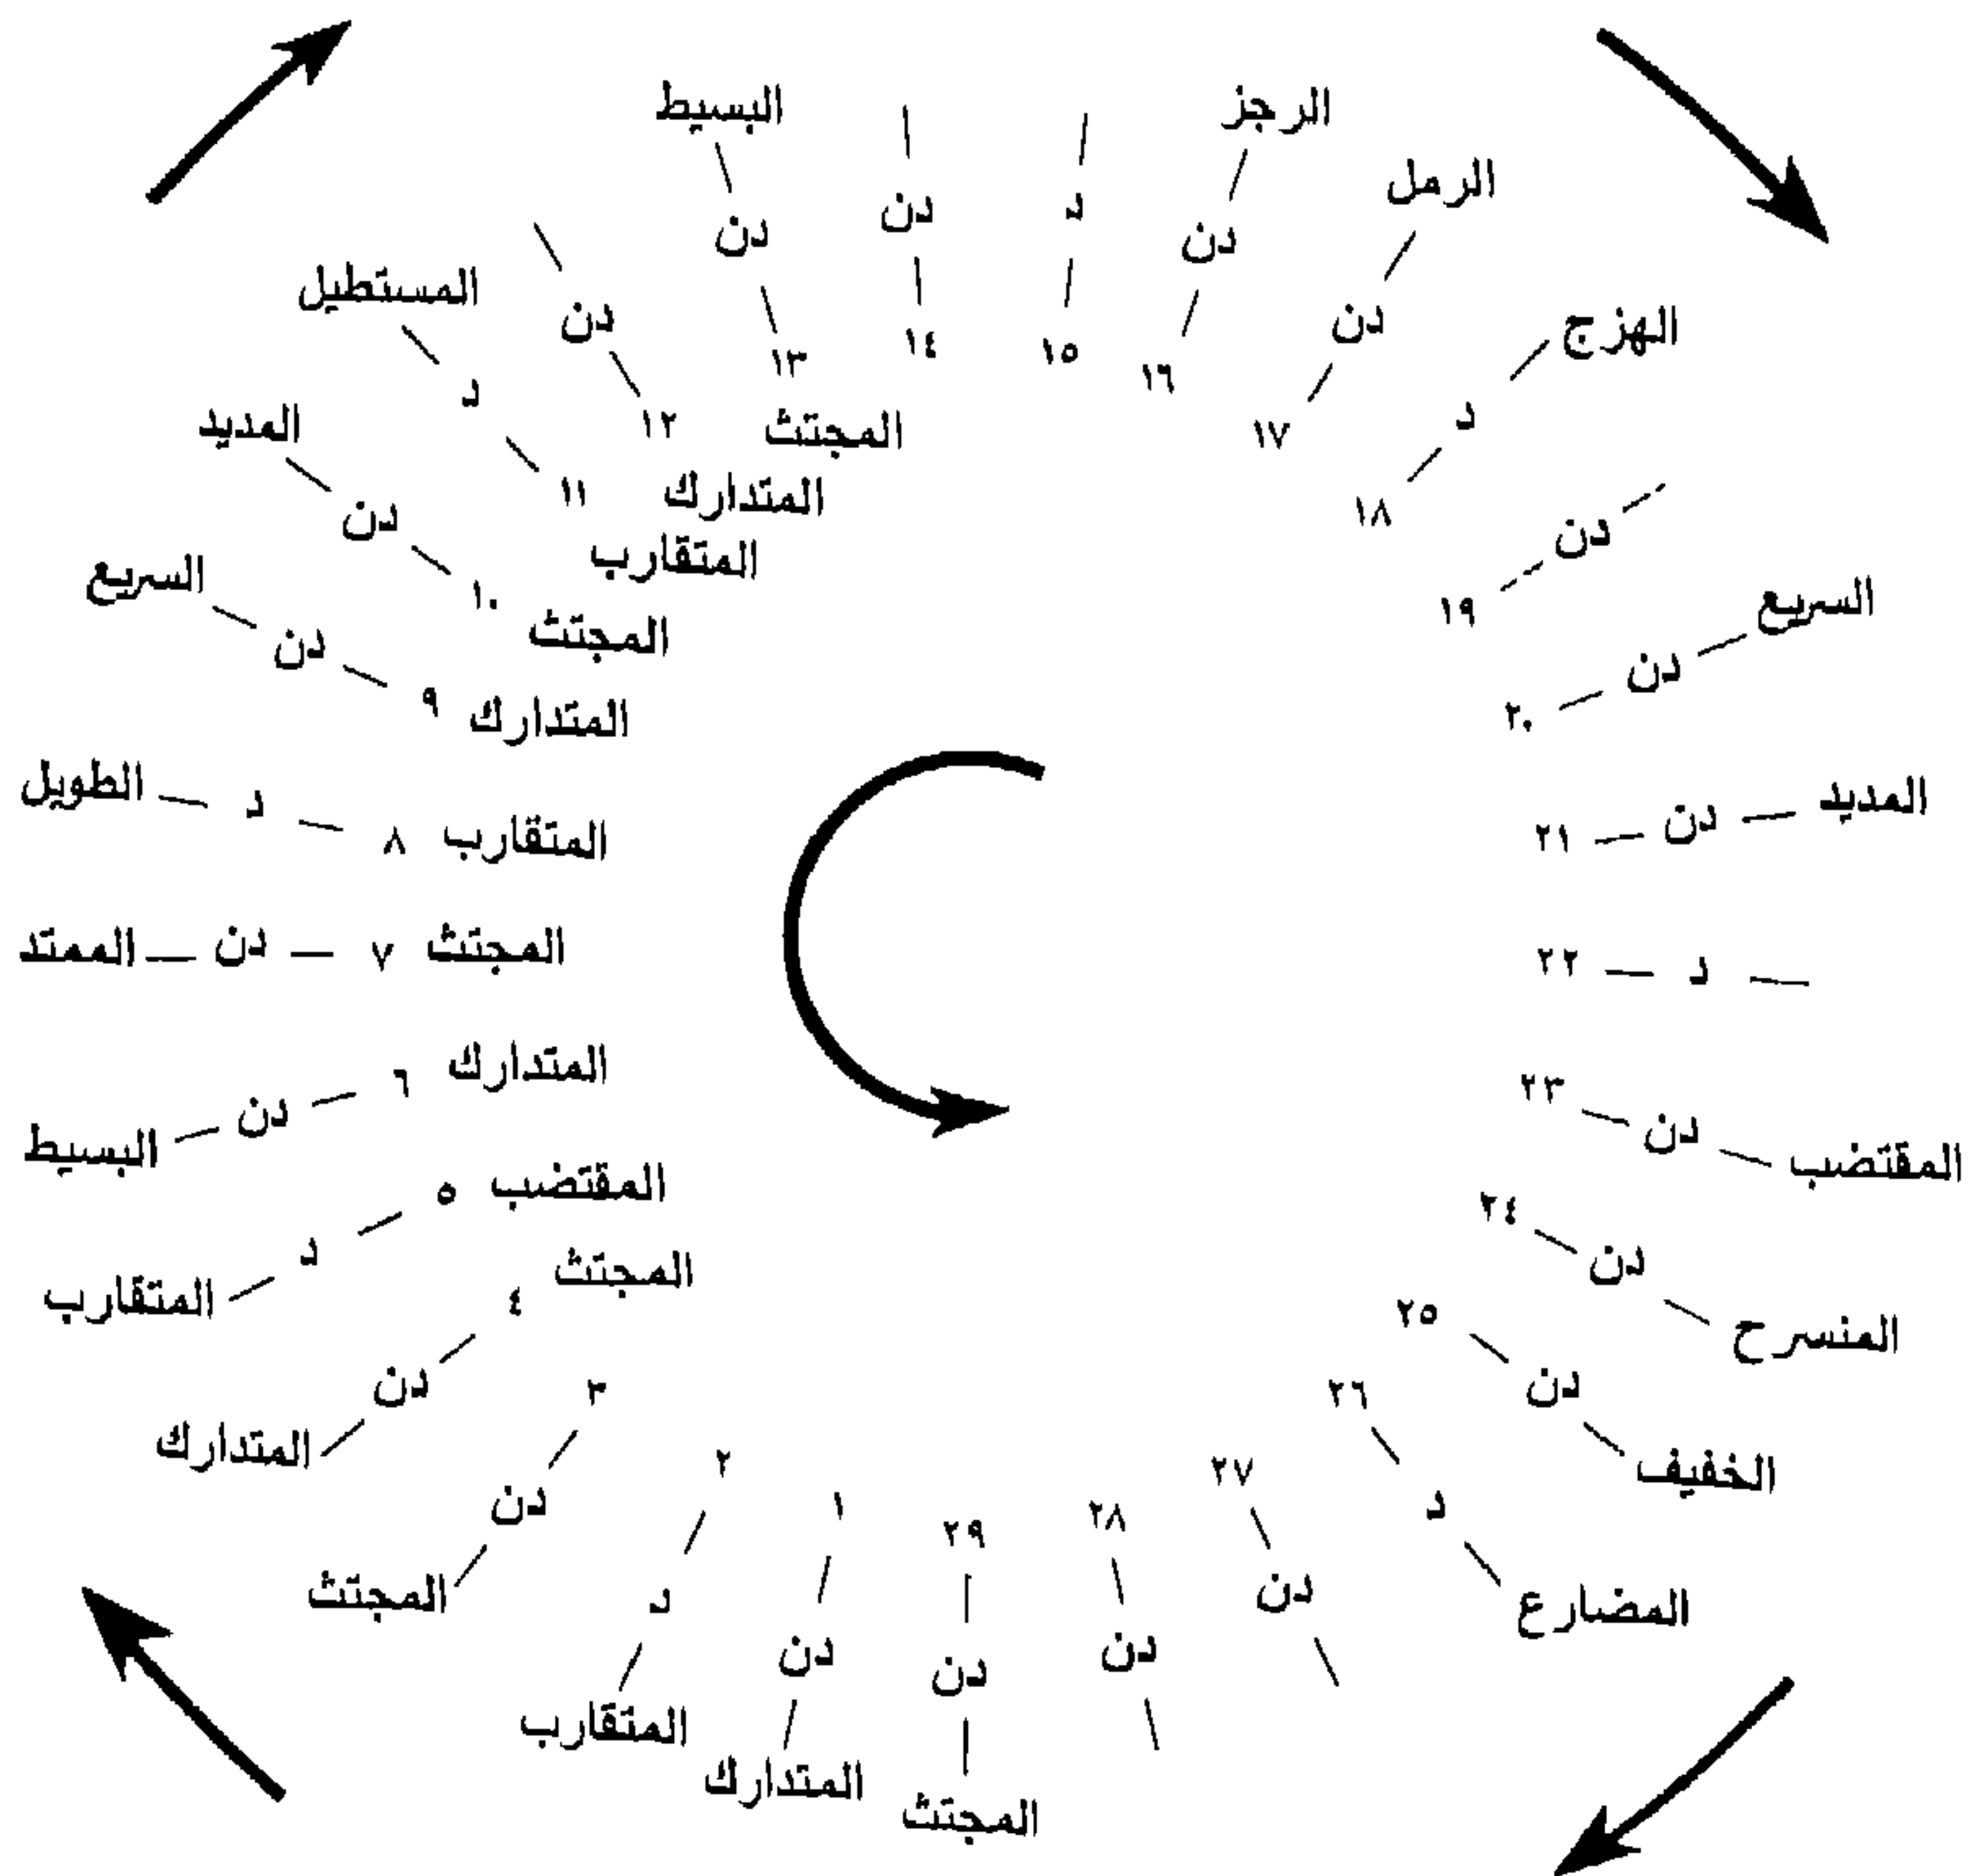 ١ دن المتدارك
٢ د المتقارب
٣ دن المجتث
٤ دن المتدارك المجتث
٥ د المتقارب المقتضب
٦ دن البسيط المتدارك
٧ دن الممتد المجتث
٨ د الطويل المتقارب
٩ دن السريع المتدارك
١٠ دن المديد المجتث
١١ د المستطيل المتقارب
١٢ دن المتدارك
١٣ دن البسيط المجتث
١٤ دن
١٥ د
١٦ دن الرجز
١٧ دن الرمل
١٨ د الهزج
١٩ دن
٢٠ دن السريع
٢١ دن المديد
٢٢ د
٢٣ دن المقتضب
٢٤ دن المنسرح
٢٥ دن الخفيف
٢٦ د المضارع
٢٧ دن
٢٨ دن
٢٩ دن المجتث